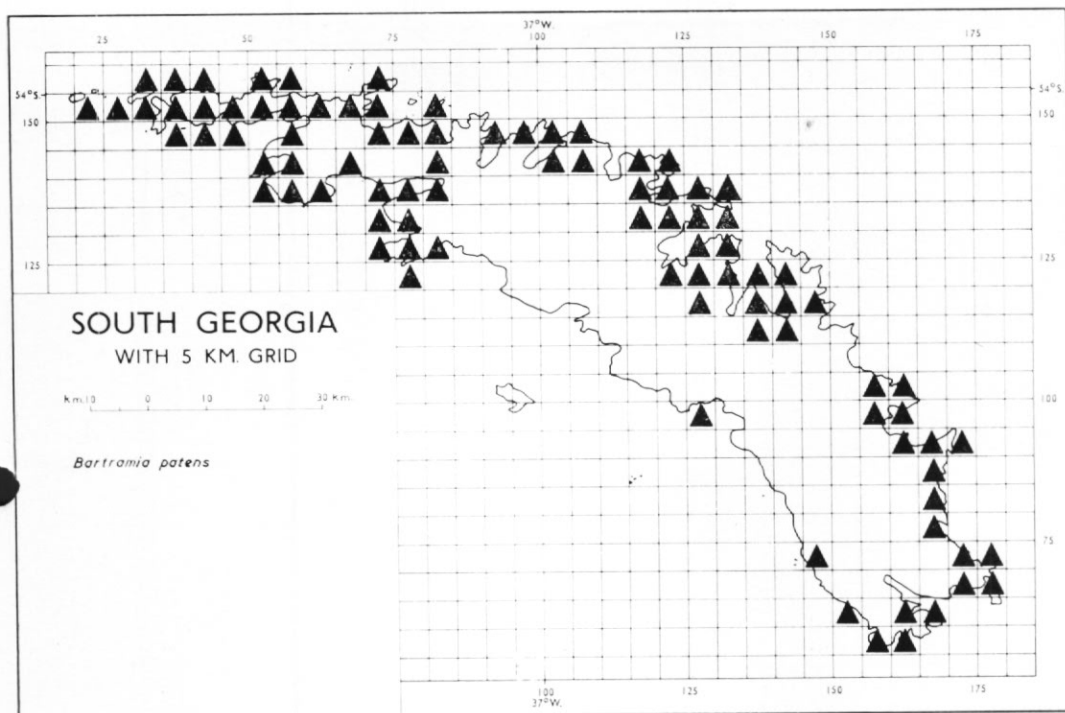 37°W.
25 50 75 100 125 150 175
54°S. 54°S.
150 150
125 125
SOUTH GEORGIA
WITH 5 KM. GRID
Km.10 0 10 20 30 Km.
100
Bartramia patens
75
100 125 150 175
37°W.